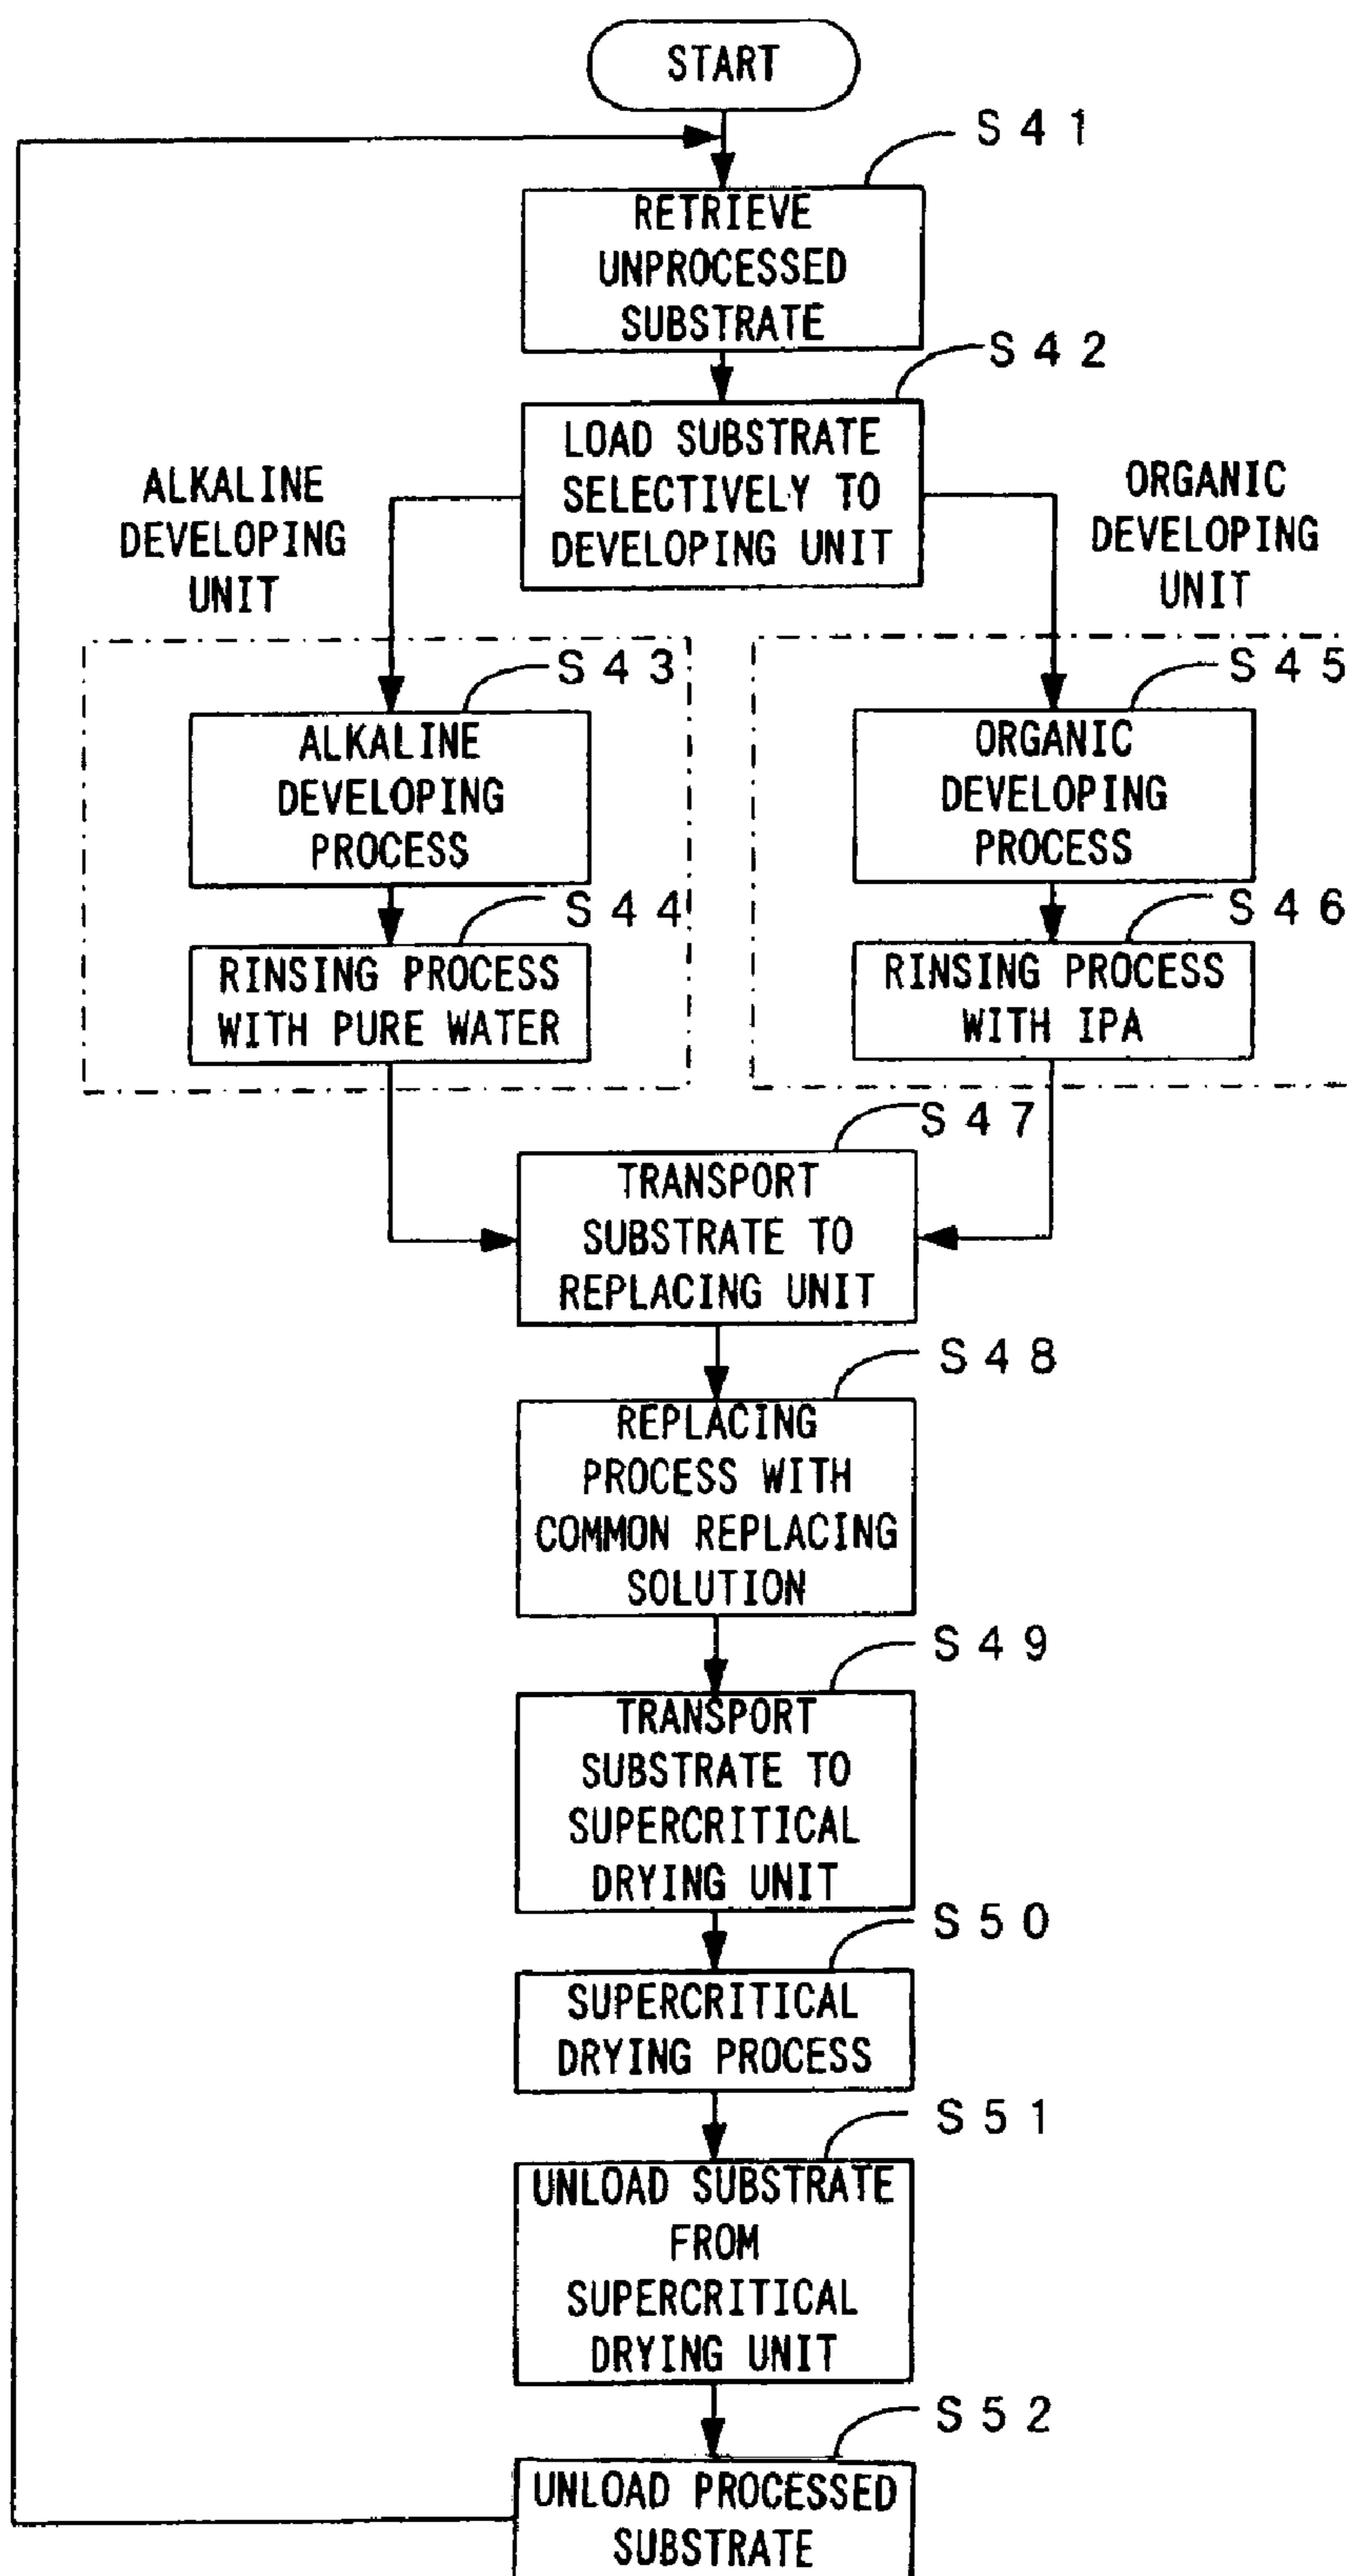 START
S41
RETRIEVE
UNPROCESSED
SUBSTRATE
S42
LOAD SUBSTRATE
SELECTIVELY TO
DEVELOPING UNIT
ALKALINE
DEVELOPING
UNIT
ORGANIC
DEVELOPING
UNIT
S43
ALKALINE
DEVELOPING
PROCESS
S44
RINSING PROCESS
WITH PURE WATER
S45
ORGANIC
DEVELOPING
PROCESS
S46
RINSING PROCESS
WITH IPA
S47
TRANSPORT
SUBSTRATE TO
REPLACING UNIT
S48
REPLACING
PROCESS WITH
COMMON REPLACING
SOLUTION
S49
TRANSPORT
SUBSTRATE TO
SUPERCRITICAL
DRYING UNIT
S50
SUPERCRITICAL
DRYING PROCESS
S51
UNLOAD SUBSTRATE
FROM
SUPERCRITICAL
DRYING UNIT
S52
UNLOAD PROCESSED
SUBSTRATE